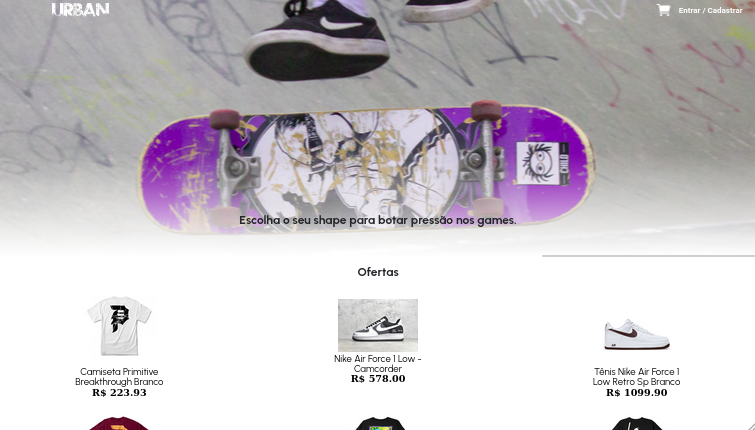 URBAN
Entrar / Cadastrar
Escolha o seu shape para botar pressão nos games.
Ofertas
Camiseta Primitive
Breakthrough Branco
R$ 223.93
Nike Air Force 1 Low -
Camcorder
R$ 578.00
Tênis Nike Air Force 1
Low Retro Sp Branco
R$ 1099.90